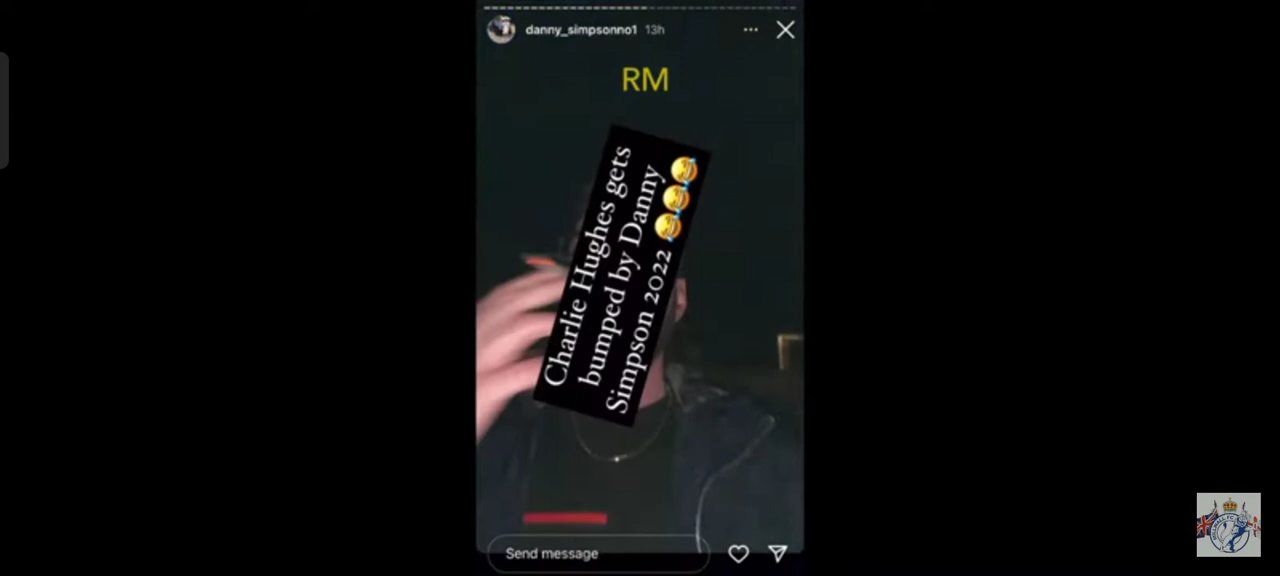 danny_simpsonno1 13h
RM
Charlie Hughes gets
bumped by Danny
Simpson 2022 😂😂😂
Send message